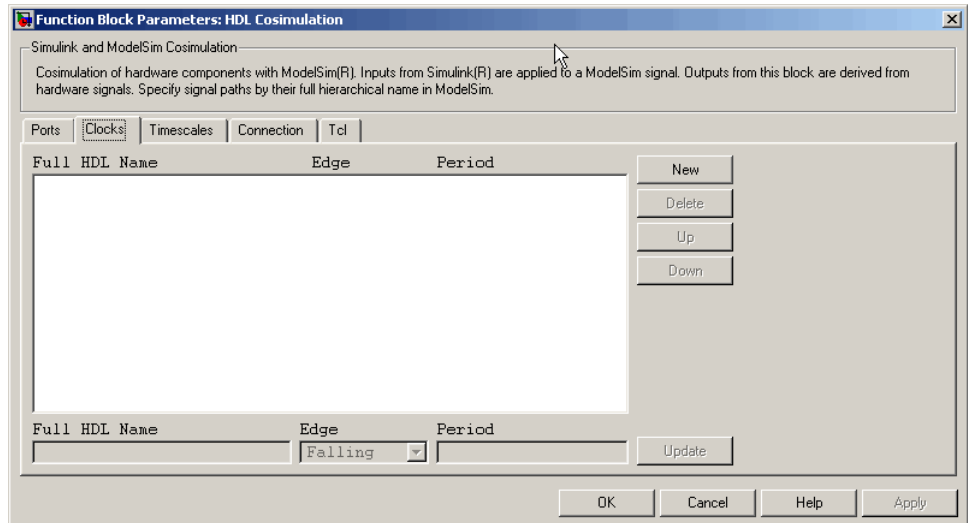 Function Block Parameters: HDL Cosimulation
Simulink and ModelSim Cosimulation
Cosimulation of hardware components with ModelSim(R). Inputs from Simulink(R) are applied to a ModelSim signal. Outputs from this block are derived from
hardware signals. Specify signal paths by their full hierarchical name in ModelSim.
Ports Clocks Timescales Connection Tcl
Full HDL Name Edge Period
New
Delete
Up
Down
Full HDL Name Edge Period
Falling Update
OK Cancel Help Apply